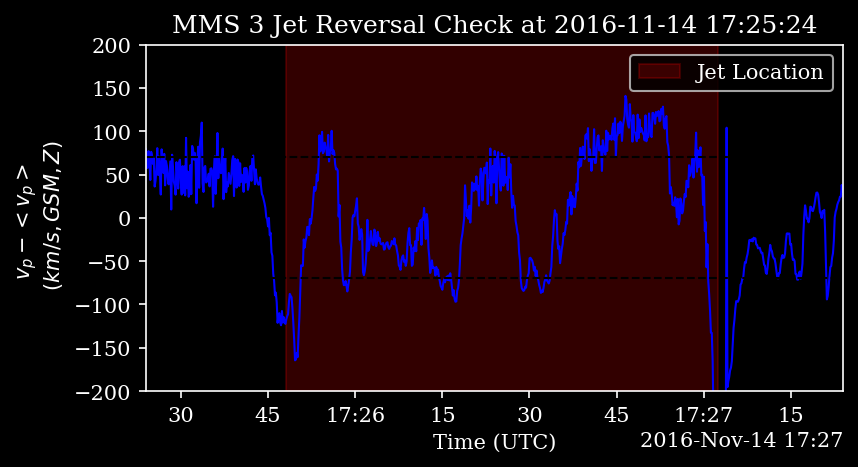 MMS 3 Jet Reversal Check at 2016-11-14 17:25:24
Jet Location
200
150
100
50
0
−50
−100
−150
−200
v_p − < v_p >
(km/s, GSM, Z)
30 45 17:26 15 30 45 17:27 15
Time (UTC)
2016-Nov-14 17:27